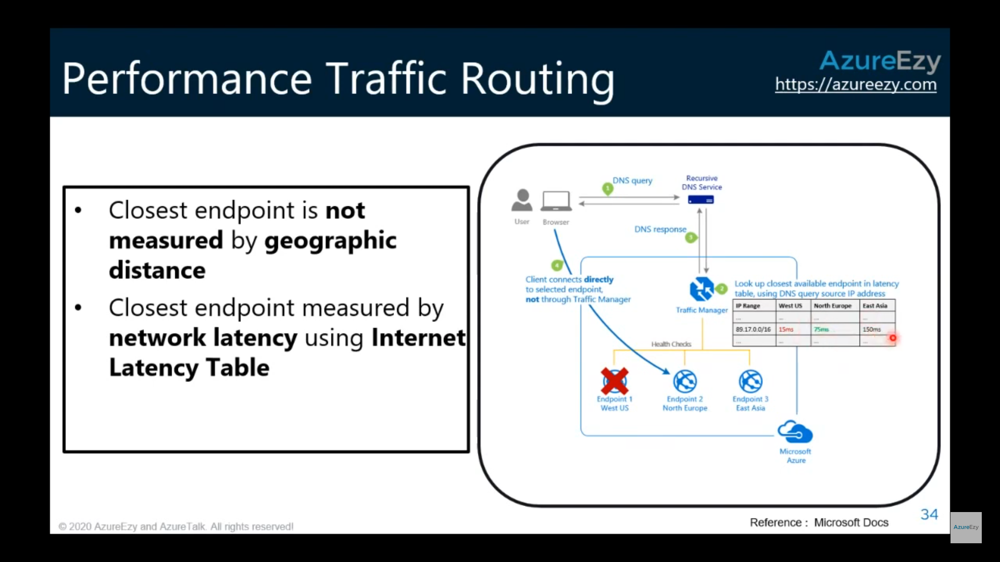 Performance Traffic Routing
AzureEzy
https://azureezy.com
• Closest endpoint is not
measured by geographic
distance
• Closest endpoint measured by
network latency using Internet
Latency Table
1
DNS query
Recursive
DNS Service
User
Browser
DNS response
3
4
Client connects directly
to selected endpoint,
not through Traffic Manager
2
Look up closest available endpoint in latency
table, using DNS query source IP address
Traffic Manager
IP Range West US North Europe East Asia
... ... ... ...
89.17.0.0/16 15ms 75ms 150ms
... ... ... ...
Health Checks
Endpoint 1
West US
Endpoint 2
North Europe
Endpoint 3
East Asia
Microsoft
Azure
© 2020 AzureEzy and AzureTalk. All rights reserved!
Reference : Microsoft Docs
34
AzureEzy